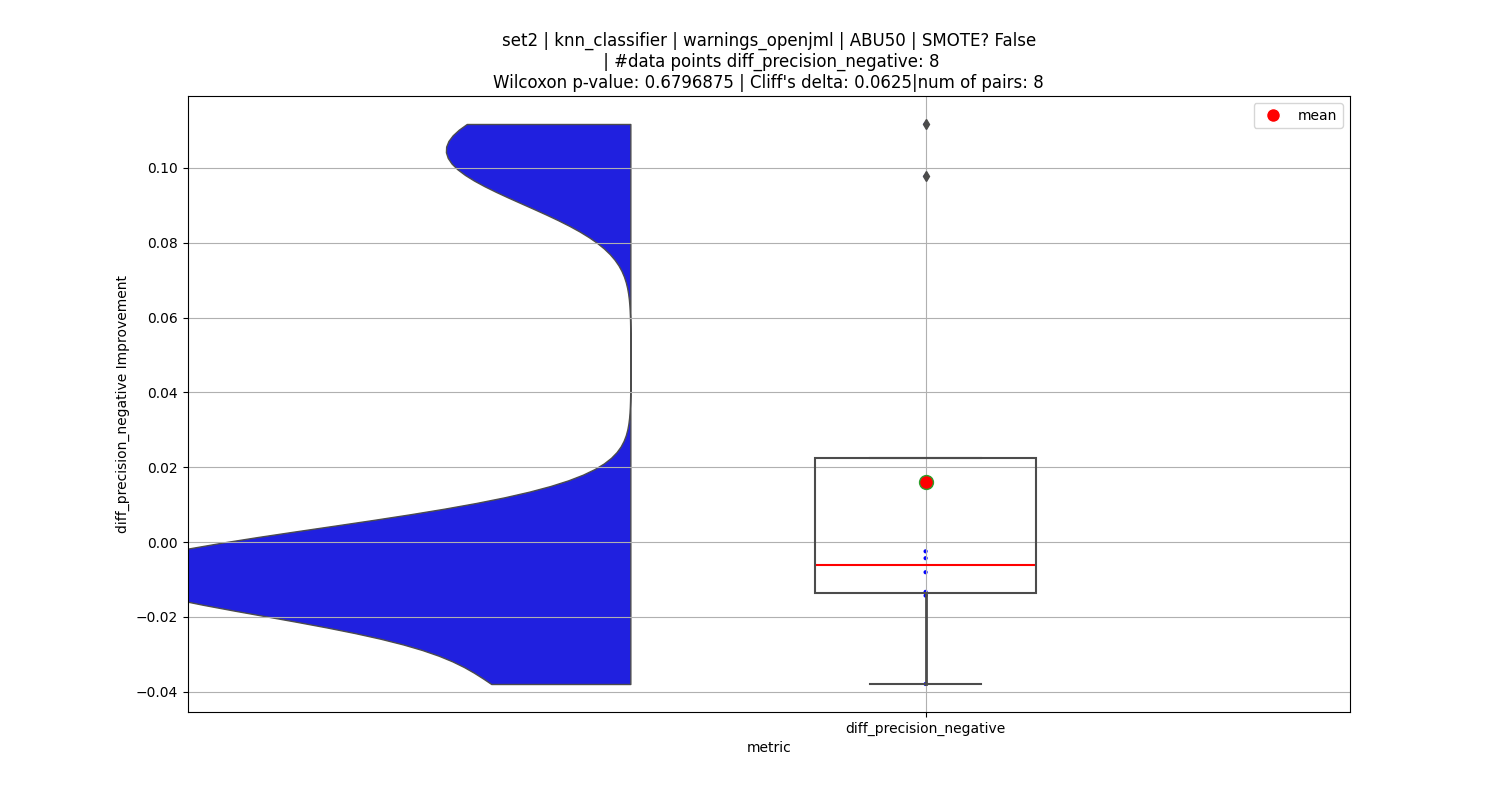 set2 | knn_classifier | warnings_openjml | ABU50 | SMOTE? False
| #data points diff_precision_negative: 8
Wilcoxon p-value: 0.6796875 | Cliff's delta: 0.0625|num of pairs: 8
mean
0.10
0.08
0.06
0.04
0.02
0.00
−0.02
−0.04
diff_precision_negative Improvement
diff_precision_negative
metric